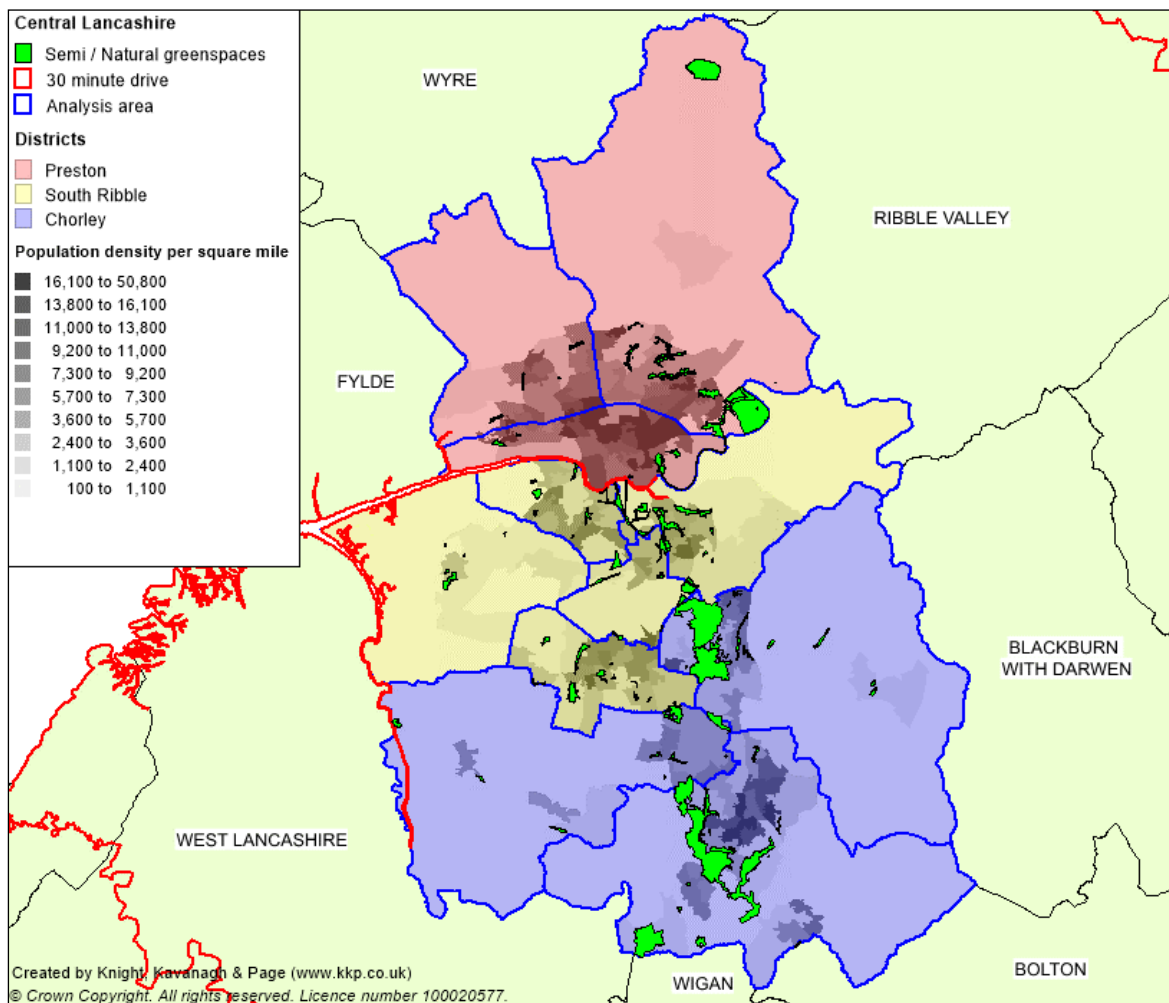 Central Lancashire
Semi / Natural greenspaces
30 minute drive
Analysis area
Districts
Preston
South Ribble
Chorley
Population density per square mile
16,100 to 50,800
13,800 to 16,100
11,000 to 13,800
9,200 to 11,000
7,300 to 9,200
5,700 to 7,300
3,600 to 5,700
2,400 to 3,600
1,100 to 2,400
100 to 1,100
WYRE
RIBBLE VALLEY
FYLDE
BLACKBURN
WITH DARWEN
WEST LANCASHIRE
BOLTON
WIGAN
Created by Knight, Kavanagh & Page (www.kkp.co.uk)
© Crown Copyright. All rights reserved. Licence number 100020577.